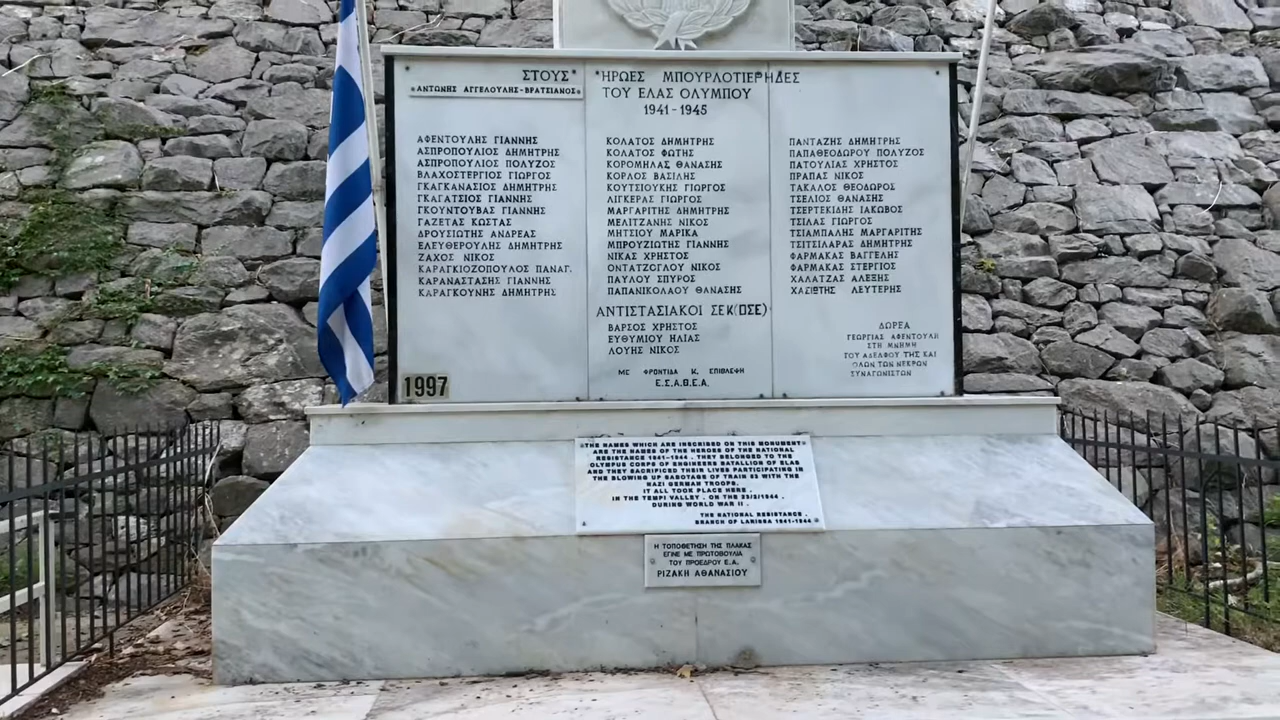 ΣΤΟΥΣ "ΗΡΩΕΣ ΜΠΟΥΡΛΟΤΙΕΡΗΔΕΣ
"ΑΝΤΩΝΗΣ ΑΓΓΕΛΟΥΛΗΣ-ΒΡΑΤΣΙΑΝΟΣ"
ΤΟΥ ΕΛΑΣ ΟΛΥΜΠΟΥ
1941-1945
ΑΦΕΝΤΟΥΛΗΣ ΓΙΑΝΝΗΣ
ΑΣΠΡΟΠΟΥΛΙΟΣ ΔΗΜΗΤΡΗΣ
ΑΣΠΡΟΠΟΥΛΙΟΣ ΠΟΛΥΖΟΣ
ΒΛΑΧΟΣΤΕΡΓΙΟΣ ΓΙΩΡΓΟΣ
ΓΚΑΓΚΑΝΑΣΙΟΣ ΔΗΜΗΤΡΗΣ
ΓΚΑΓΑΤΣΙΟΣ ΓΙΑΝΝΗΣ
ΓΚΟΥΝΤΟΥΒΑΣ ΓΙΑΝΝΗΣ
ΓΑΖΕΤΑΣ ΚΩΣΤΑΣ
ΔΡΟΥΣΙΩΤΗΣ ΑΝΔΡΕΑΣ
ΕΛΕΥΘΕΡΟΥΛΗΣ ΔΗΜΗΤΡΗΣ
ΖΑΧΟΣ ΝΙΚΟΣ
ΚΑΡΑΓΚΙΟΖΟΠΟΥΛΟΣ ΠΑΝΑΓ.
ΚΑΡΑΝΑΣΤΑΣΗΣ ΓΙΑΝΝΗΣ
ΚΑΡΑΓΚΟΥΝΗΣ ΔΗΜΗΤΡΗΣ
ΚΟΛΑΤΟΣ ΔΗΜΗΤΡΗΣ
ΚΟΛΑΤΟΣ ΦΩΤΗΣ
ΚΟΡΟΜΗΛΑΣ ΘΑΝΑΣΗΣ
ΚΟΡΛΟΣ ΒΑΣΙΛΗΣ
ΚΟΥΤΣΙΟΥΚΗΣ ΓΙΩΡΓΟΣ
ΛΙΓΚΕΡΑΣ ΓΙΩΡΓΟΣ
ΜΑΡΓΑΡΙΤΗΣ ΔΗΜΗΤΡΗΣ
ΜΕΛΙΤΖΑΝΗΣ ΝΙΚΟΣ
ΜΗΤΣΙΟΥ ΜΑΡΙΚΑ
ΜΠΡΟΥΖΙΩΤΗΣ ΓΙΑΝΝΗΣ
ΝΙΚΑΣ ΧΡΗΣΤΟΣ
ΟΝΤΑΤΖΟΓΛΟΥ ΝΙΚΟΣ
ΠΑΥΛΟΥ ΣΠΥΡΟΣ
ΠΑΠΑΝΙΚΟΛΑΟΥ ΘΑΝΑΣΗΣ
ΑΝΤΙΣΤΑΣΙΑΚΟΙ ΣΕΚ(ΟΣΕ)
ΒΑΡΣΟΣ ΧΡΗΣΤΟΣ
ΕΥΘΥΜΙΟΥ ΗΛΙΑΣ
ΛΟΥΗΣ ΝΙΚΟΣ
ΜΕ ΦΡΟΝΤΙΔΑ Κ. ΕΠΙΒΛΕΨΗ
Ε.Σ.Α.Θ.Ε.Α.
ΠΑΝΤΑΖΗΣ ΔΗΜΗΤΡΗΣ
ΠΑΠΑΘΕΟΔΩΡΟΥ ΠΟΛΥΖΟΣ
ΠΑΤΟΥΛΙΑΣ ΧΡΗΣΤΟΣ
ΠΡΑΠΑΣ ΝΙΚΟΣ
ΤΑΚΑΛΟΣ ΘΕΟΔΩΡΟΣ
ΤΣΕΛΙΟΣ ΘΑΝΑΣΗΣ
ΤΣΕΡΤΕΚΙΔΗΣ ΙΑΚΩΒΟΣ
ΤΣΙΛΑΣ ΓΙΩΡΓΟΣ
ΤΣΙΑΜΠΑΛΗΣ ΜΑΡΓΑΡΙΤΗΣ
ΤΣΙΤΣΙΛΑΡΑΣ ΔΗΜΗΤΡΗΣ
ΦΑΡΜΑΚΑΣ ΒΑΓΓΕΛΗΣ
ΦΑΡΜΑΚΑΣ ΣΤΕΡΓΙΟΣ
ΧΑΛΑΤΖΑΣ ΑΛΕΞΗΣ
ΛΕΥΤΕΡΗΣ
ΔΩΡΕΑ
ΓΕΩΡΓΙΑΣ ΑΦΕΝΤΟΥΛΗ
ΣΤΗ ΜΝΗΜΗ
ΤΟΥ ΑΔΕΛΦΟΥ ΤΗΣ ΚΑΙ
ΟΛΩΝ ΤΩΝ ΝΕΚΡΩΝ
ΣΥΝΑΓΩΝΙΣΤΩΝ
1997
"THE NAMES WHICH ARE INSCRIBED ON THIS MONUMENT
ARE THE NAMES OF THE HEROES OF THE NATIONAL
RESISTANCE 1941-1944. THEY BELONGED TO THE
OLYMPUS CORPS OF ENGINEERS BATALLION OF ELAS
AND THEY SACRIFICED THEIR LIVES PARTICIPATING IN
THE BLOWING UP SABOTAGE OF TRAIN 53 WITH THE
NAZI GERMAN TROOPS.
IT ALL TOOK PLACE HERE.
IN THE TEMPI VALLEY. ON THE 23/2/1944.
DURING WORLD WAR II.
THE NATIONAL RESISTANCE.
BRANCH OF LARISSA 1941-1944
Η ΤΟΠΟΘΕΤΗΣΗ ΤΗΣ ΠΛΑΚΑΣ
ΕΓΙΝΕ ΜΕ ΠΡΩΤΟΒΟΥΛΙΑ
ΤΟΥ ΠΡΟΕΔΡΟΥ Ε.Α.
ΡΙΖΑΚΗ ΑΘΑΝΑΣΙΟΥ